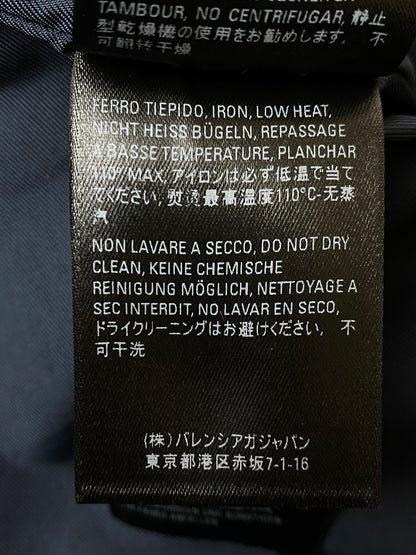 TAMBOUR, NO CENTRIFUGAR, 静止
型乾燥機の使用をお勧めします, 不
可翻转干燥
FERRO TIEPIDO, IRON, LOW HEAT,
NICHT HEISS BÜGELN, REPASSAGE
A BASSE TEMPERATURE, PLANCHAR
110° MAX, アイロンは必ず低温で当て
てください, 熨烫最高温度110°C-无蒸
汽
NON LAVARE A SECCO, DO NOT DRY
CLEAN, KEINE CHEMISCHE
REINIGUNG MÖGLICH, NETTOYAGE A
SEC INTERDIT, NO LAVAR EN SECO,
ドライクリーニングはお避けください, 不
可干洗
(株) バレンシアガジャパン
東京都港区赤坂7-1-16